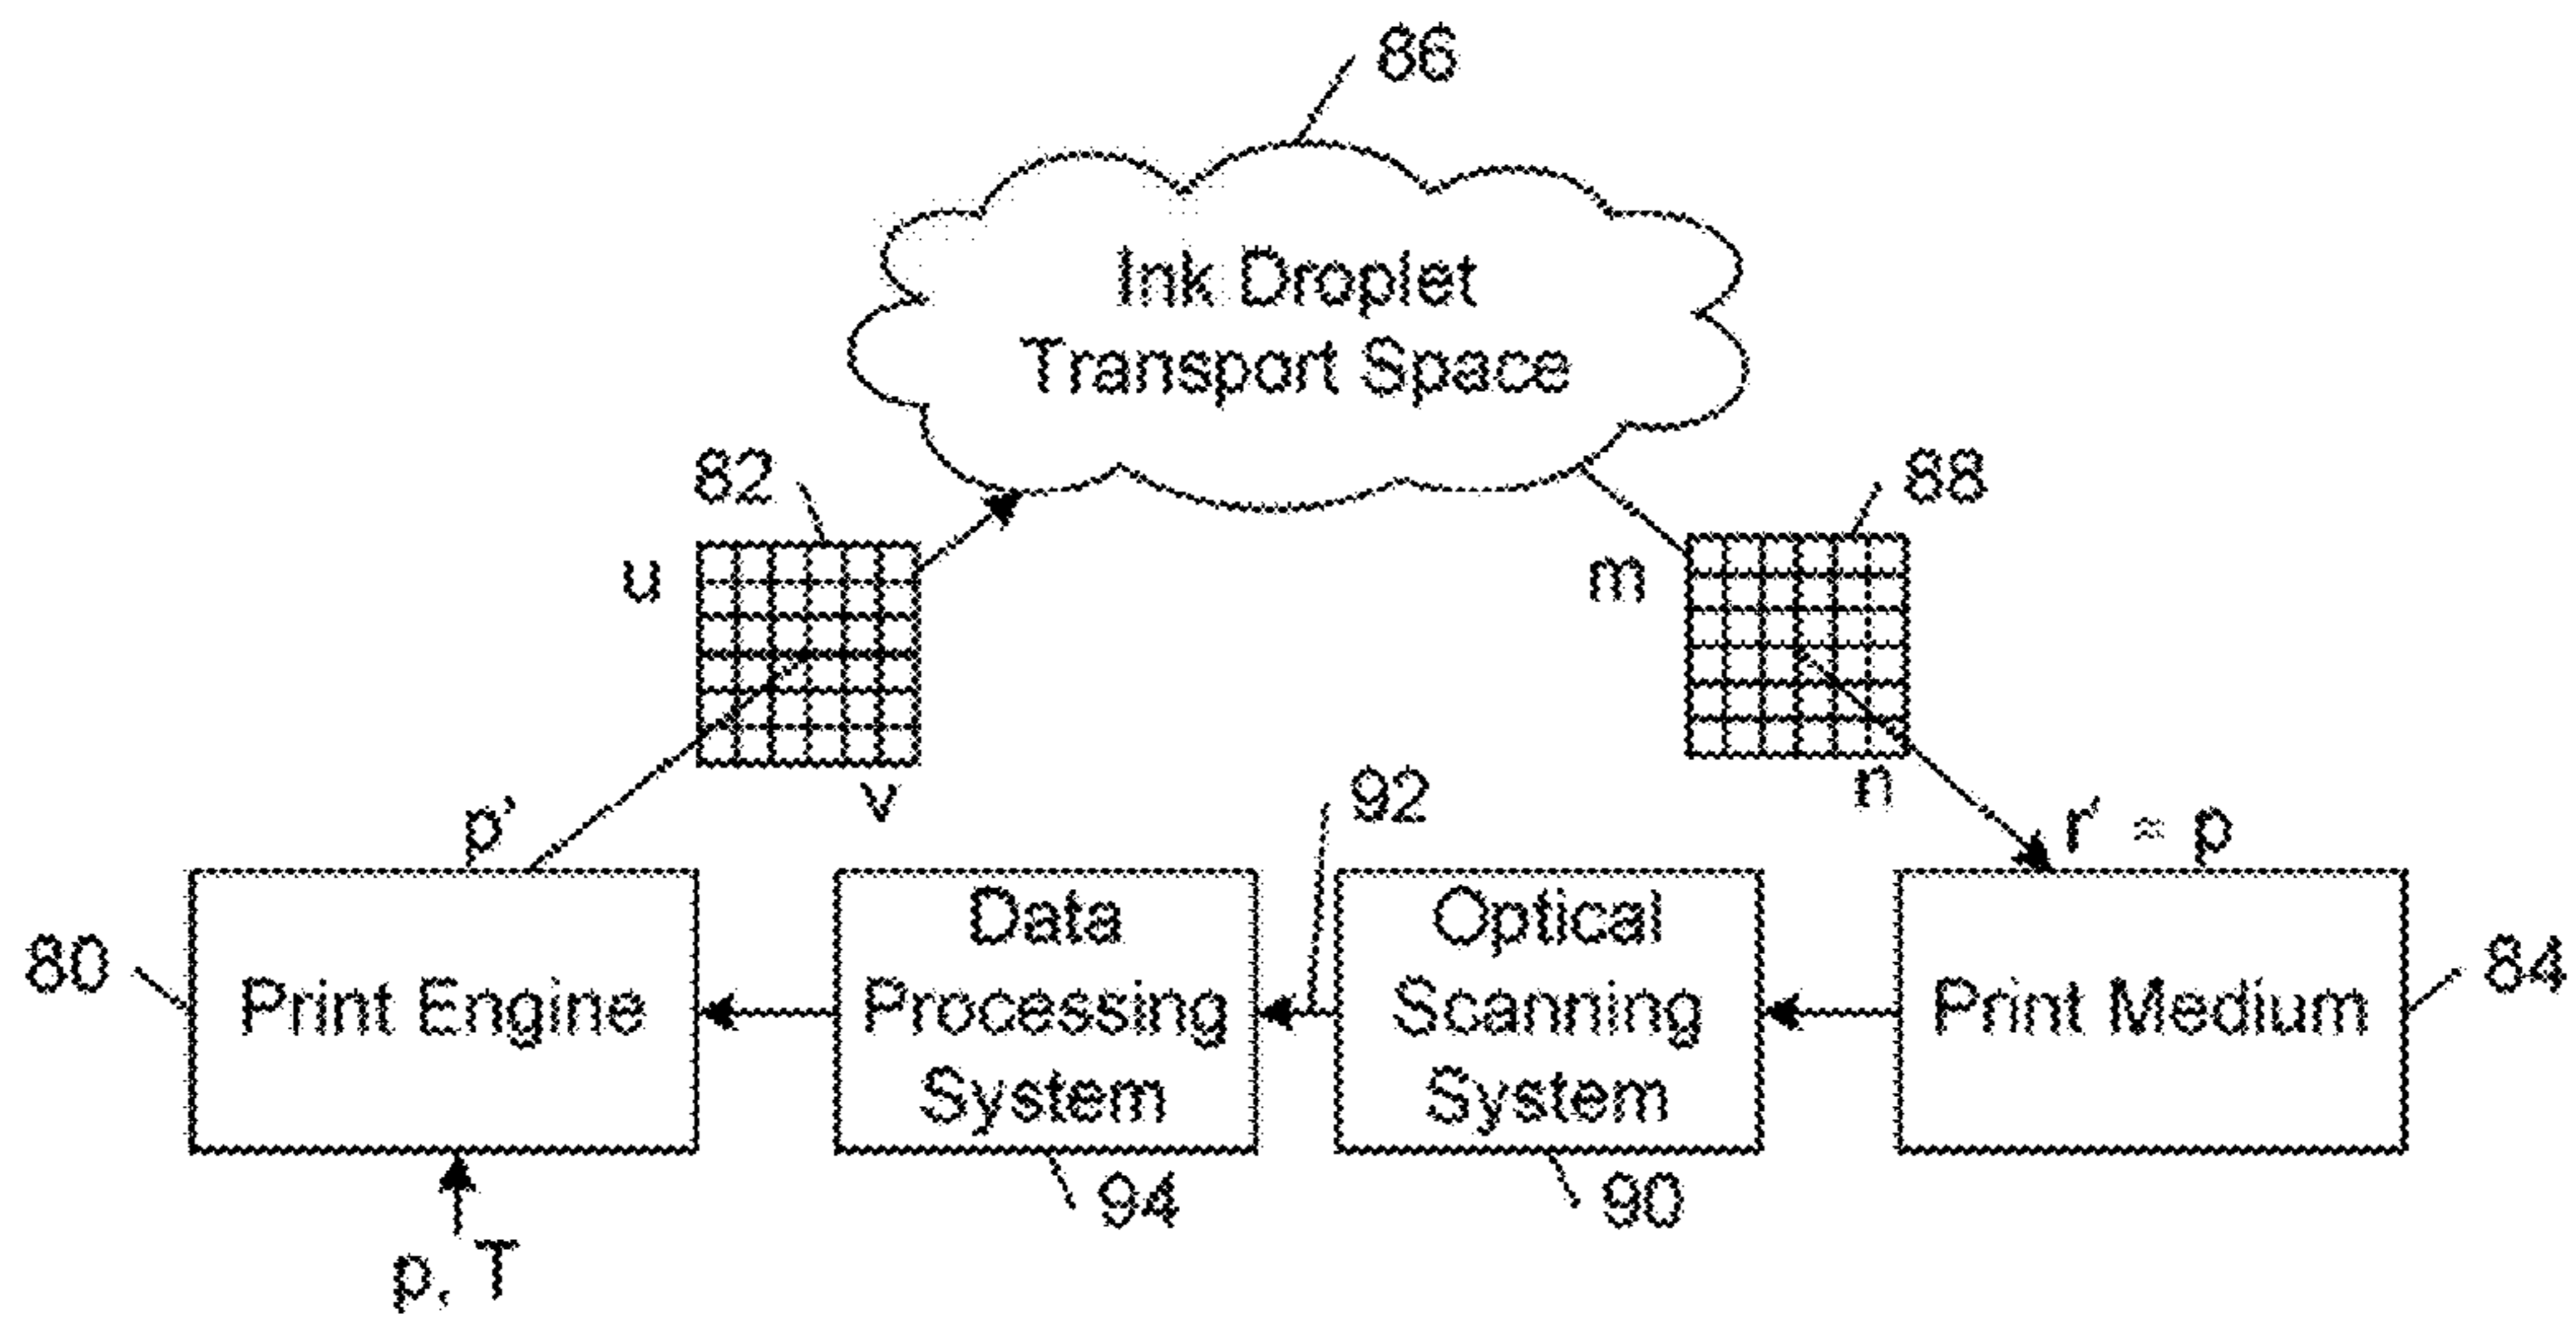 86
Ink Droplet
Transport Space
82
88
u
m
v
n
92
p'
r' ≈ p
80
Print Engine
Data
Processing
System
Optical
Scanning
System
Print Medium
84
94
90
p, T